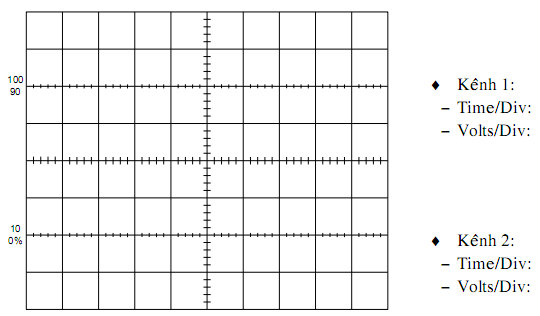 100
90
10
0%
♦ Kênh 1:
– Time/Div:
– Volts/Div:
♦ Kênh 2:
– Time/Div:
– Volts/Div: